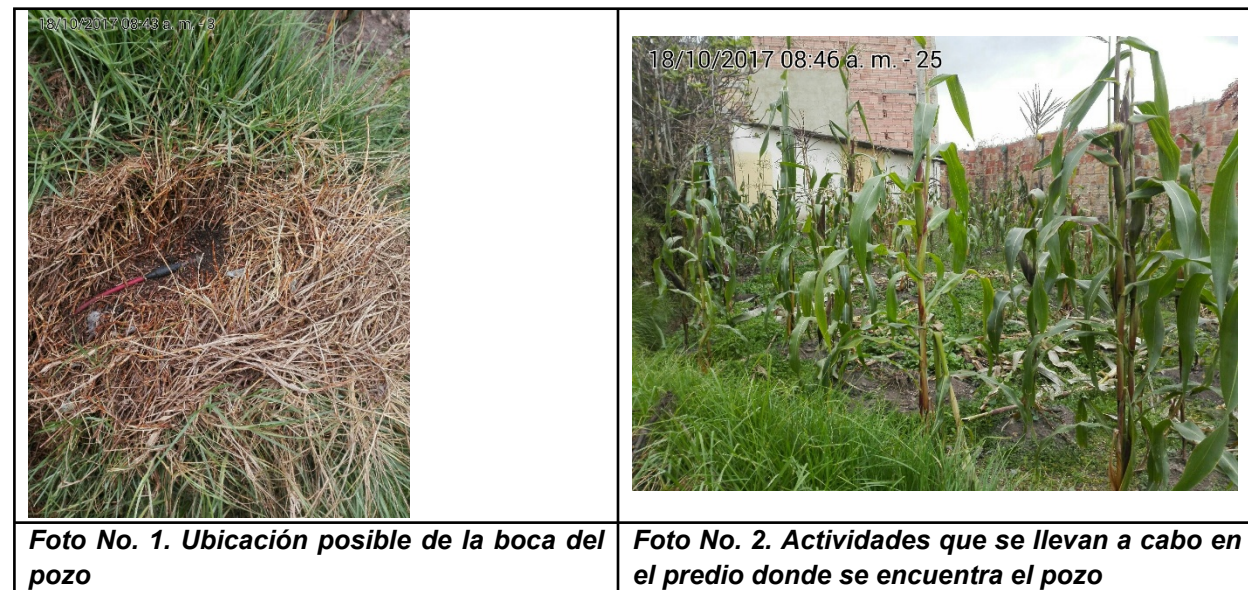 18/10/2017 08:43 a. m. - 3
18/10/2017 08:46 a. m. - 25
Foto No. 1. Ubicación posible de la boca del
pozo
Foto No. 2. Actividades que se llevan a cabo en
el predio donde se encuentra el pozo